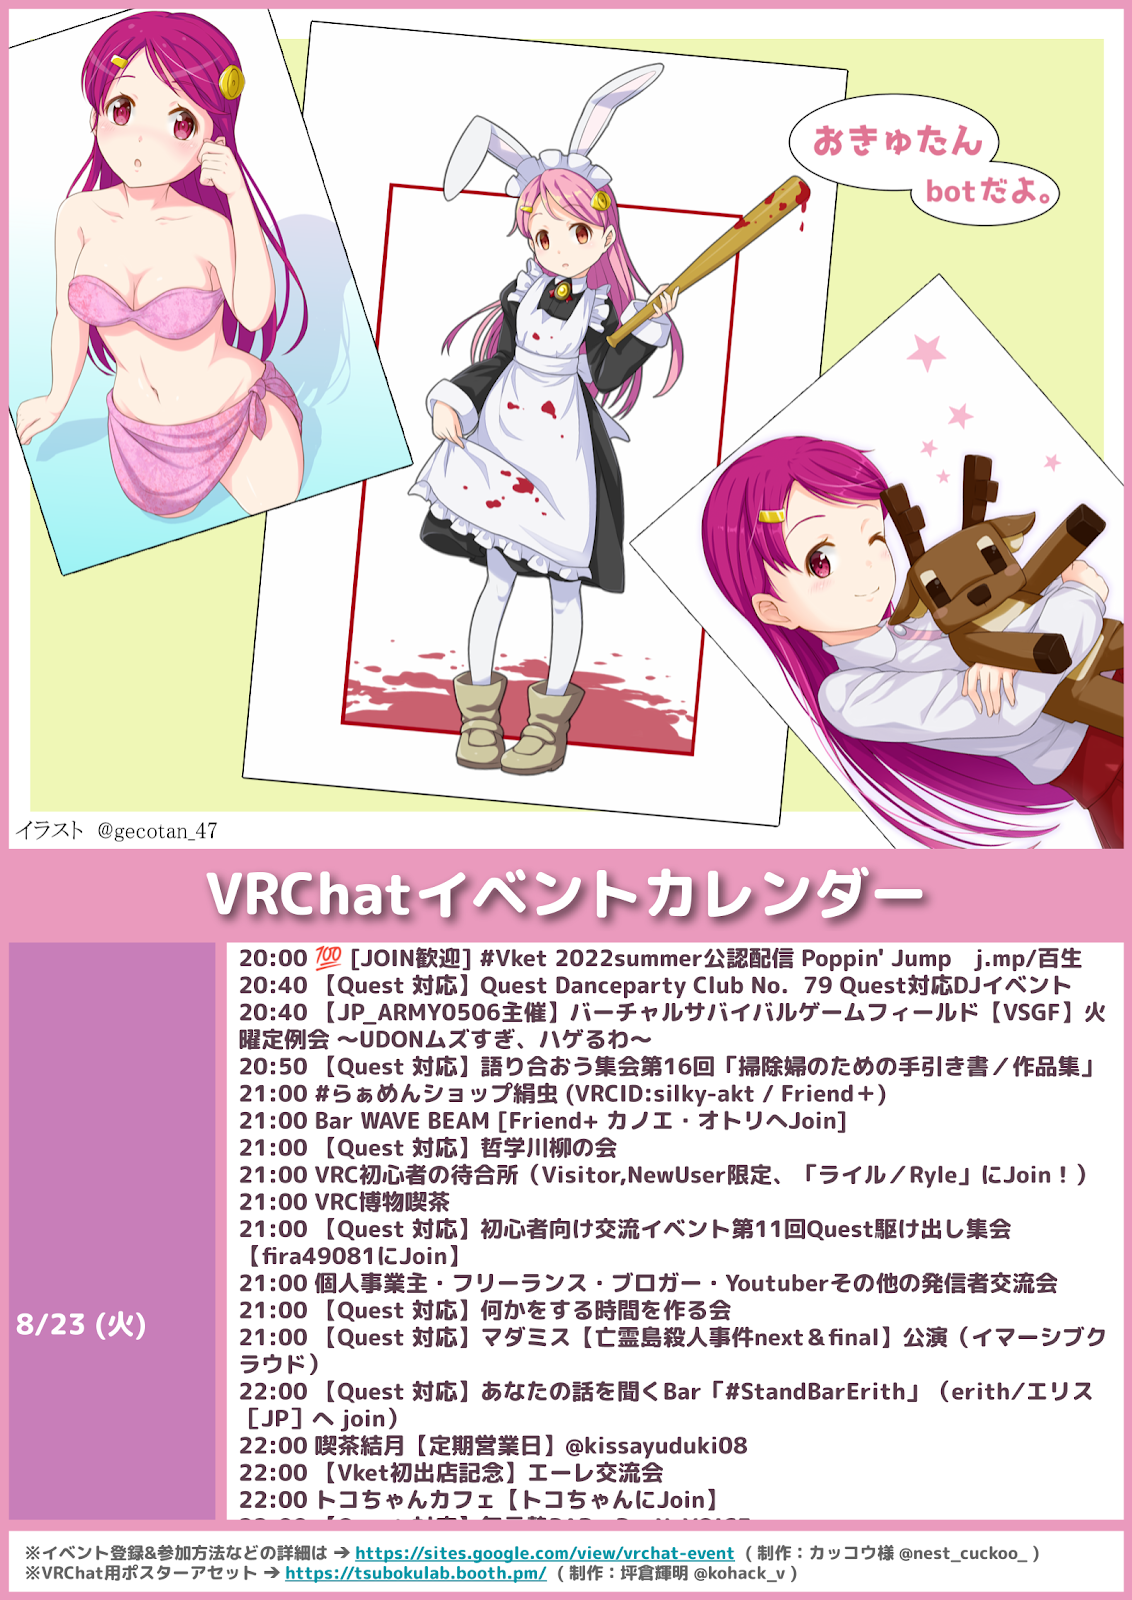 おきゅたん
botだよ。
イラスト @gecotan_47
VRChatイベントカレンダー
8/23 (火)
20:00 💯 [JOIN歓迎] #Vket 2022summer公認配信 Poppin' Jump　j.mp/百生
20:40 【Quest 対応】Quest Danceparty Club No. 79 Quest対応DJイベント
20:40 【JP_ARMY0506主催】バーチャルサバイバルゲームフィールド【VSGF】火
曜定例会 ～UDONムズすぎ、ハゲるわ～
20:50 【Quest 対応】語り合おう集会第16回「掃除婦のための手引き書／作品集」
21:00 #らぁめんショップ絹虫 (VRCID:silky-akt / Friend＋)
21:00 Bar WAVE BEAM [Friend+ カノエ・オトリへJoin]
21:00 【Quest 対応】哲学川柳の会
21:00 VRC初心者の待合所（Visitor,NewUser限定、「ライル／Ryle」にJoin！）
21:00 VRC博物喫茶
21:00 【Quest 対応】初心者向け交流イベント第11回Quest駆け出し集会
【fira49081にJoin】
21:00 個人事業主・フリーランス・ブロガー・Youtuberその他の発信者交流会
21:00 【Quest 対応】何かをする時間を作る会
21:00 【Quest 対応】マダミス【亡霊島殺人事件next＆final】公演（イマーシブク
ラウド）
22:00 【Quest 対応】あなたの話を聞くBar「#StandBarErith」（erith/エリス
［JP］へ join）
22:00 喫茶結月【定期営業日】@kissayuduki08
22:00 【Vket初出店記念】エーレ交流会
22:00 トコちゃんカフェ【トコちゃんにJoin】
※イベント登録&参加方法などの詳細は ➔ https://sites.google.com/view/vrchat-event ( 制作：カッコウ様 @nest_cuckoo_ )
※VRChat用ポスターアセット ➔ https://tsubokulab.booth.pm/ ( 制作：坪倉輝明 @kohack_v )